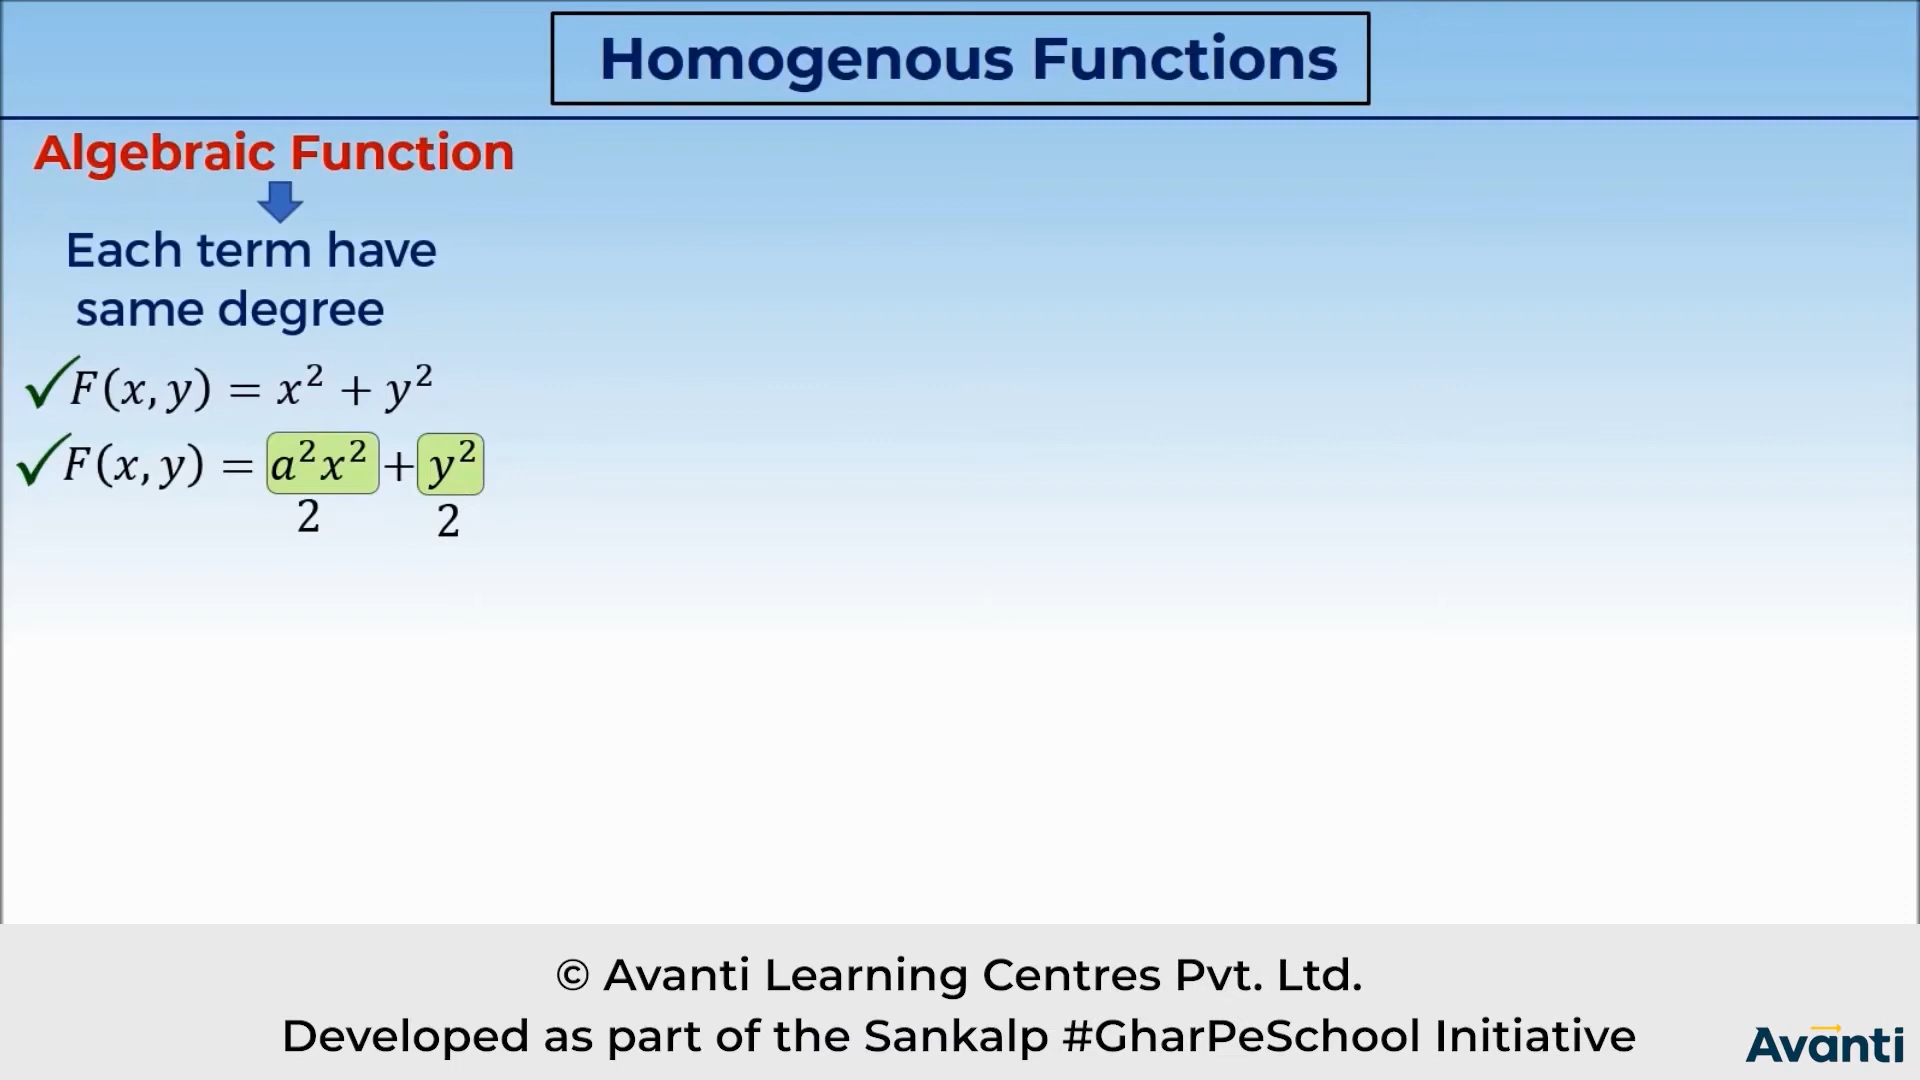 Homogenous Functions
Algebraic Function
Each term have
same degree
✓F(x, y) = x² + y²
✓F(x, y) = a²x² + y²
2 2
© Avanti Learning Centres Pvt. Ltd.
Developed as part of the Sankalp #GharPeSchool Initiative
Avanti